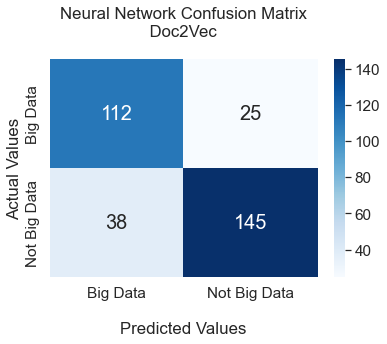 Neural Network Confusion Matrix
Doc2Vec
Actual Values
Big Data
Not Big Data
112
25
38
145
Big Data
Not Big Data
Predicted Values
140
120
100
80
60
40